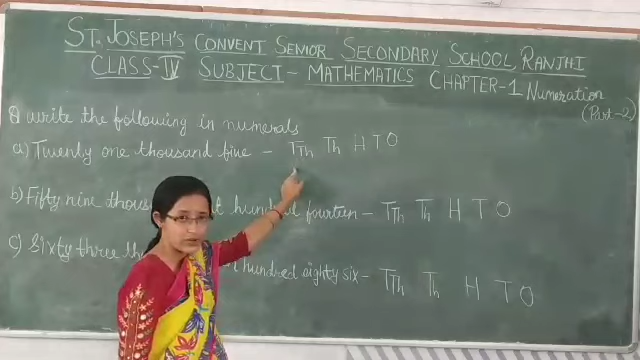 ST. JOSEPH'S CONVENT SENIOR SECONDARY SCHOOL RANJHI
CLASS-IV SUBJECT- MATHEMATICS CHAPTER-1 NUMERATION
(Part-2)
Q write the following in numerals
a) Twenty one thousand five - TTh Th H T O
b) Fifty nine hundred fourteen - TTh Th H T O
c) Sixty three hundred eighty six - TTh Th H T O